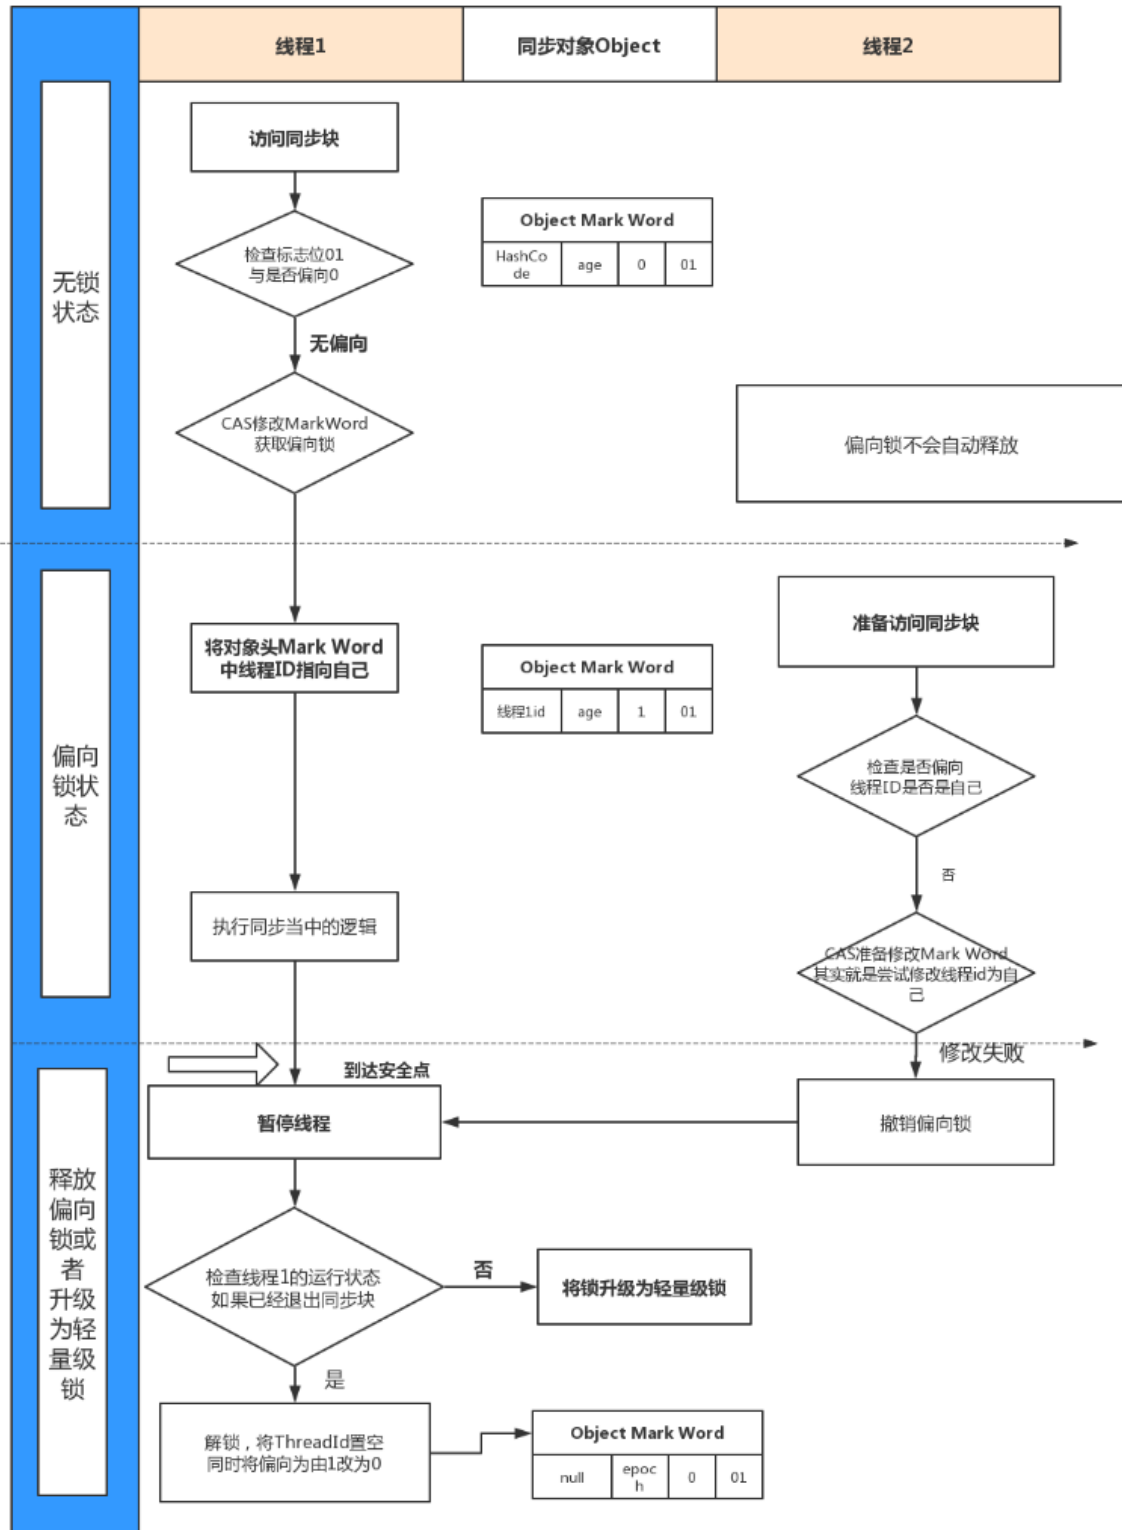 线程1
同步对象Object
线程2
无锁
状态
访问同步块
检查标志位01
与是否偏向0
Object Mark Word
HashCo
de
age
0
01
无偏向
CAS修改MarkWord
获取偏向锁
偏向锁不会自动释放
偏向
锁状
态
将对象头Mark Word
中线程ID指向自己
Object Mark Word
线程1id
age
1
01
准备访问同步块
检查是否偏向
线程ID是否是自己
否
执行同步当中的逻辑
CAS准备修改Mark Word
其实就是尝试修改线程id为自
己
修改失败
到达安全点
释放
偏向
锁或
者
升级
为轻
量级
锁
暂停线程
撤销偏向锁
检查线程1的运行状态
如果已经退出同步块
否
将锁升级为轻量级锁
是
解锁，将ThreadId置空
同时将偏向为由1改为0
Object Mark Word
null
epoc
h
0
01